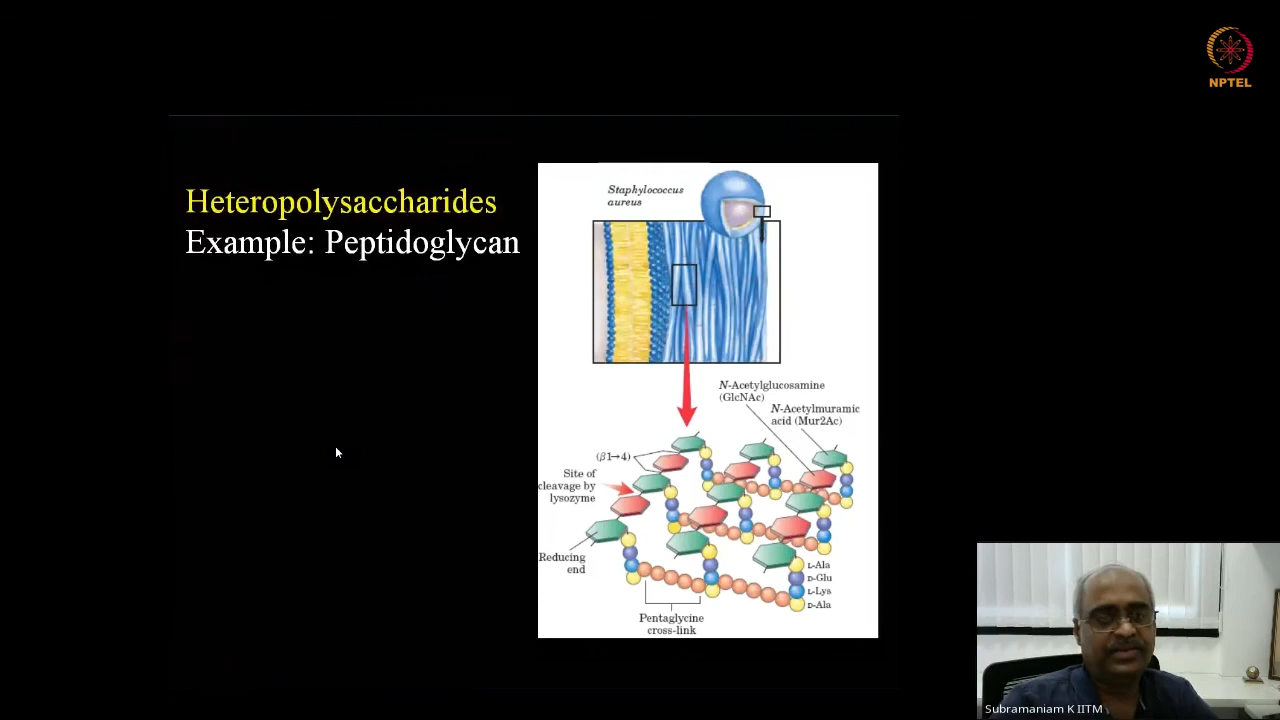 NPTEL
Heteropolysaccharides
Example: Peptidoglycan
Staphylococcus
aureus
N-Acetylglucosamine
(GlcNAc)
N-Acetylmuramic
acid (Mur2Ac)
(β1→4)
Site of
cleavage by
lysozyme
Reducing
end
L-Ala
D-Glu
L-Lys
D-Ala
Pentaglycine
cross-link
Subramaniam K IITM